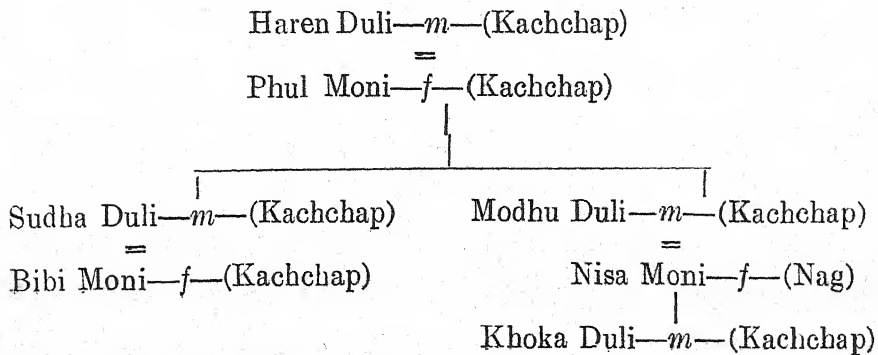 Haren Duli—m—(Kachchap)
=
Phul Moni—f—(Kachchap)
Sudha Duli—m—(Kachchap)
=
Bibi Moni—f—(Kachchap)
Modhu Duli—m—(Kachchap)
=
Nisa Moni—f—(Nag)
Khoka Duli—m—(Kachchap)